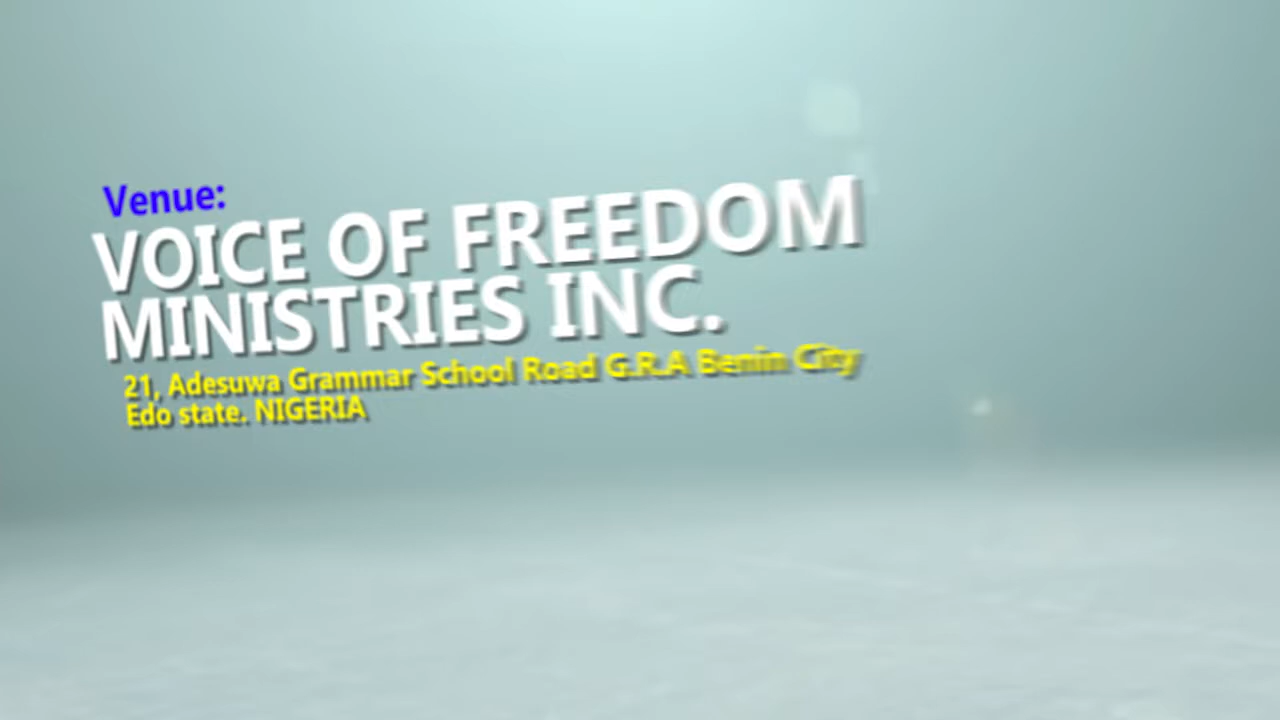 Venue:
VOICE OF FREEDOM
MINISTRIES INC.
21, Adesuwa Grammar School Road G.R.A Benin City
Edo state. NIGERIA